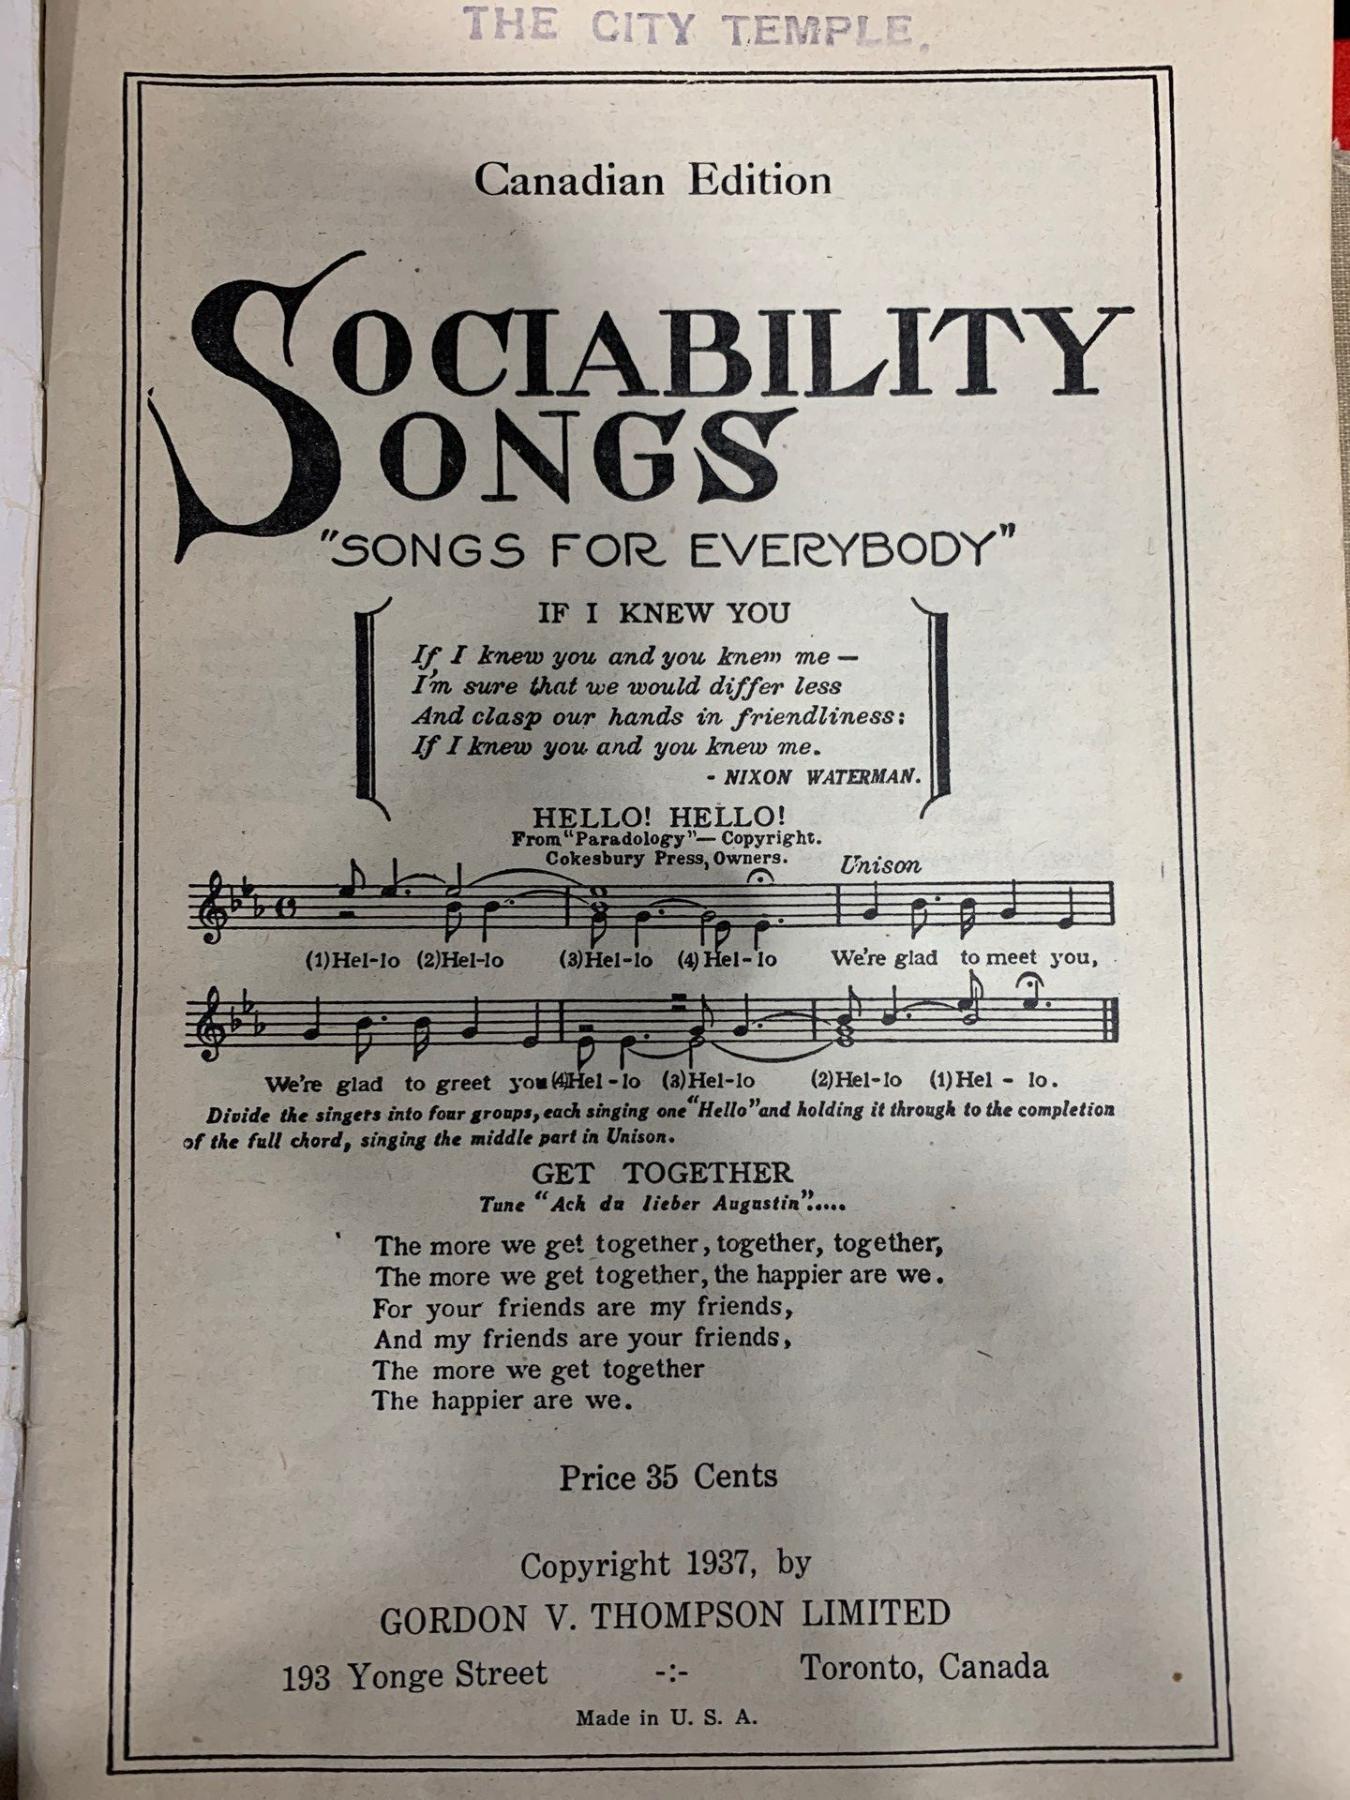 THE CITY TEMPLE.
Canadian Edition
SOCIABILITY
SONGS
"SONGS FOR EVERYBODY"
IF I KNEW YOU
If I knew you and you knew me —
I'm sure that we would differ less
And clasp our hands in friendliness:
If I knew you and you knew me.
- NIXON WATERMAN.
HELLO! HELLO!
From "Paradology" — Copyright.
Cokesbury Press, Owners.
Unison
(1)Hel-lo (2)Hel-lo (3)Hel-lo (4)Hel-lo We're glad to meet you,
We're glad to greet you (4)Hel-lo (3)Hel-lo (2)Hel-lo (1)Hel - lo.
Divide the singers into four groups, each singing one "Hello" and holding it through to the completion
of the full chord, singing the middle part in Unison.
GET TOGETHER
Tune "Ach du lieber Augustin".....
The more we get together, together, together,
The more we get together, the happier are we.
For your friends are my friends,
And my friends are your friends,
The more we get together
The happier are we.
Price 35 Cents
Copyright 1937, by
GORDON V. THOMPSON LIMITED
193 Yonge Street -:- Toronto, Canada
Made in U. S. A.